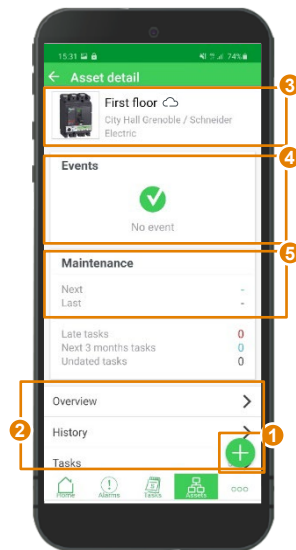 15:31 74%
← Asset detail
3
First floor
City Hall Grenoble / Schneider
Electric
4
Events
No event
5
Maintenance
Next -
Last -
Late tasks 0
Next 3 months tasks 0
Undated tasks 0
Overview >
2
History >
1
+
Tasks
Home Alarms Tasks Assets ooo